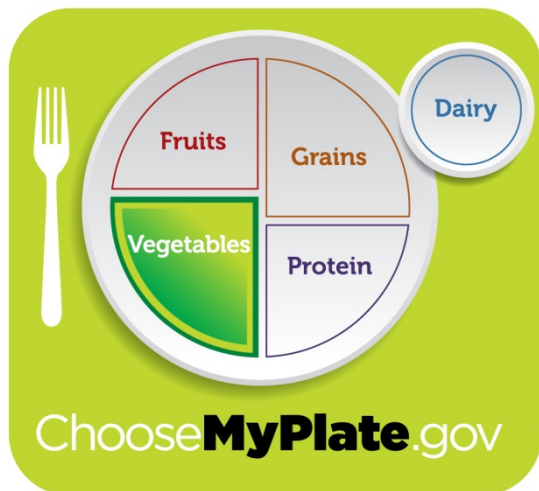 Fruits
Grains
Dairy
Vegetables
Protein
ChooseMyPlate.gov